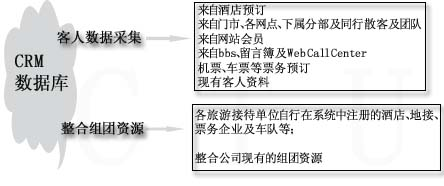 CRM
数据库
客人数据采集
来自酒店预订
来自门市、各网点、下属分部及同行散客及团队
来自网站会员
来自bbs、留言簿及WebCallCenter
机票、车票等票务预订
现有客人资料
整合组团资源
各旅游接待单位自行在系统中注册的酒店、地接、
票务企业及车队等;
整合公司现有的组团资源